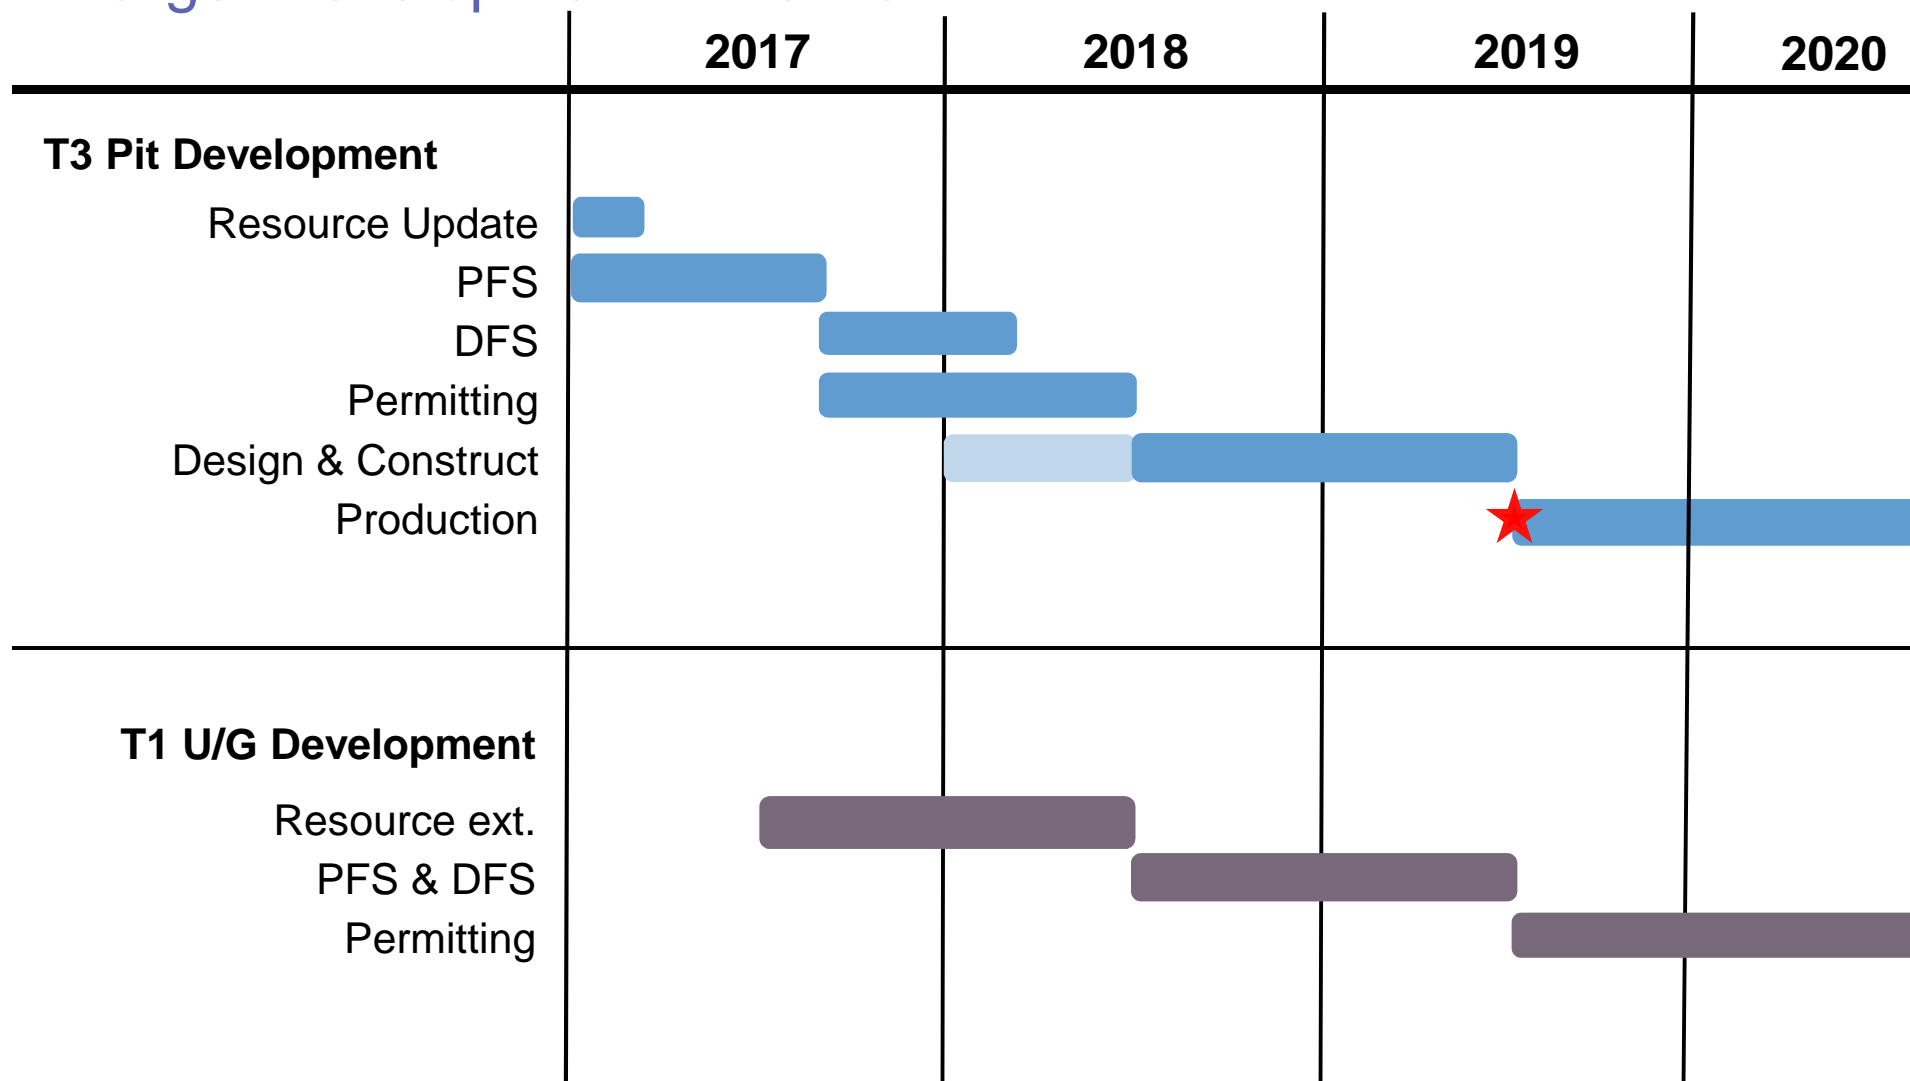 2017 2018 2019 2020
T3 Pit Development
Resource Update
PFS
DFS
Permitting
Design & Construct
Production
T1 U/G Development
Resource ext.
PFS & DFS
Permitting